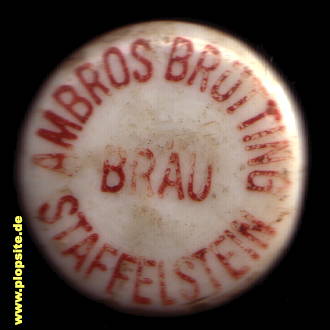 AMBROS BRÜTTING
BRÄU
STAFFELSTEIN
www.plopsite.de